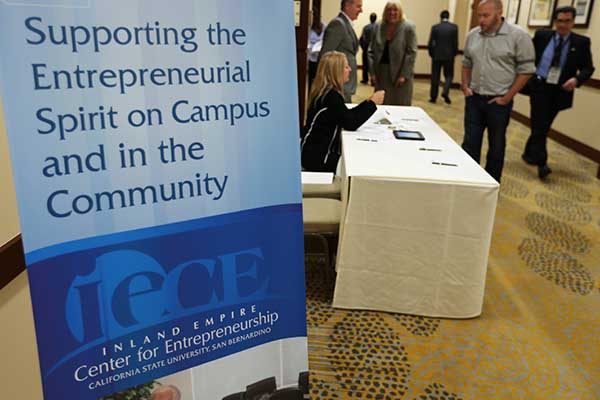 Supporting the
Entrepreneurial
Spirit on Campus
and in the
Community
iECE
INLAND EMPIRE
Center for Entrepreneurship
CALIFORNIA STATE UNIVERSITY, SAN BERNARDINO